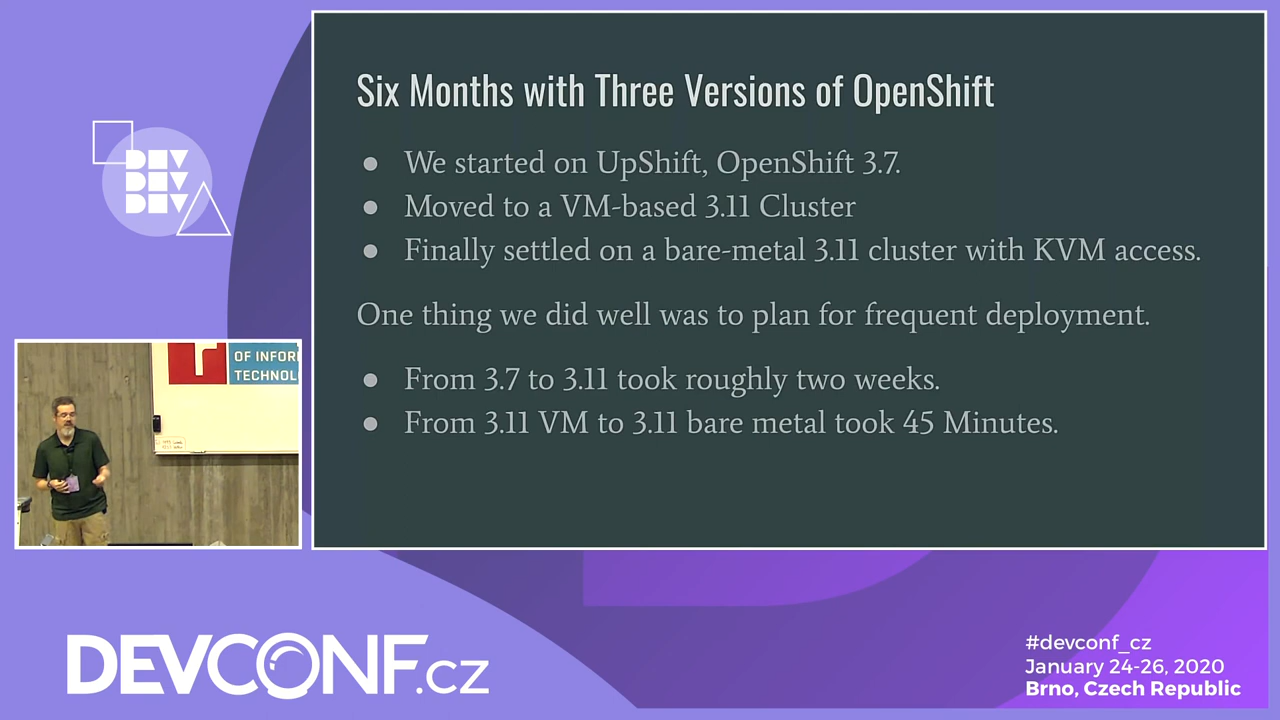 Six Months with Three Versions of OpenShift
● We started on UpShift, OpenShift 3.7.
● Moved to a VM-based 3.11 Cluster
● Finally settled on a bare-metal 3.11 cluster with KVM access.
One thing we did well was to plan for frequent deployment.
● From 3.7 to 3.11 took roughly two weeks.
● From 3.11 VM to 3.11 bare metal took 45 Minutes.
DEV
DEV
DEV
OF INFOR
TECHNOL
DEVCONF.cz
#devconf_cz
January 24-26, 2020
Brno, Czech Republic